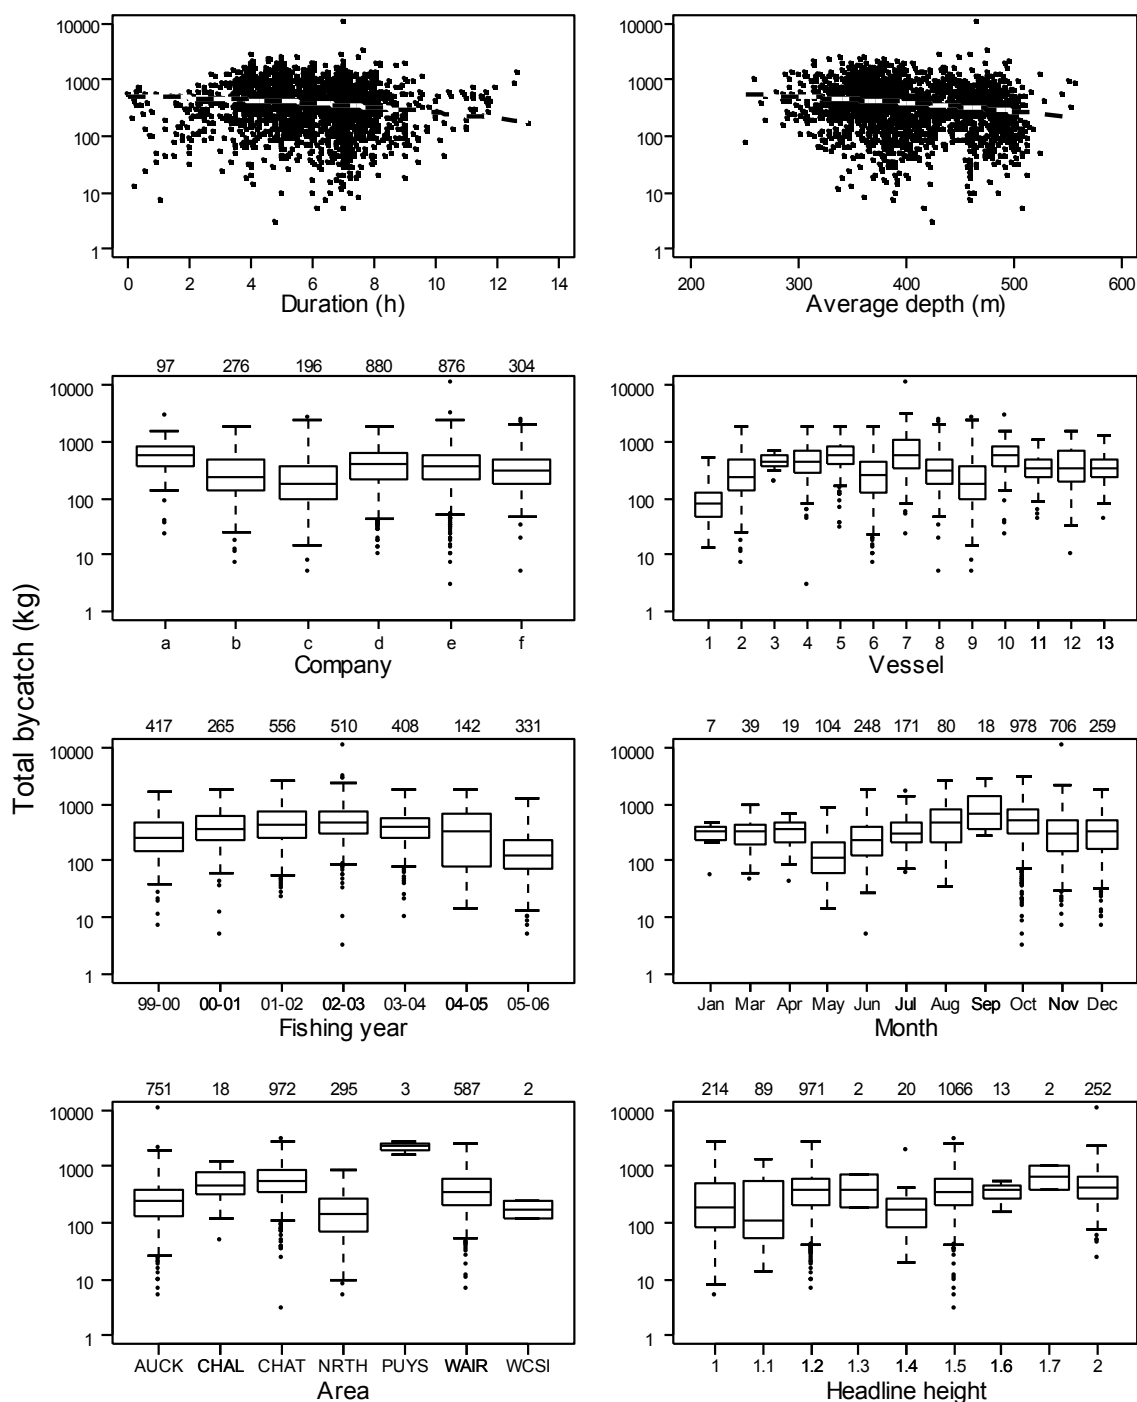 10000
1000
100
10
1
0 2 4 6 8 10 12 14
Duration (h)
10000
1000
100
10
1
200 300 400 500 600
Average depth (m)
Total bycatch (kg)
97 276 196 880 876 304
10000
1000
100
10
1
a b c d e f
Company
10000
1000
100
10
1
1 2 3 4 5 6 7 8 9 10 11 12 13
Vessel
417 265 556 510 408 142 331
10000
1000
100
10
1
99-00 00-01 01-02 02-03 03-04 04-05 05-06
Fishing year
7 39 19 104 248 171 80 18 978 706 259
10000
1000
100
10
1
Jan Mar Apr May Jun Jul Aug Sep Oct Nov Dec
Month
751 18 972 295 3 587 2
10000
1000
100
10
1
AUCK CHAL CHAT NRTH PUYS WAIR WCSI
Area
214 89 971 2 20 1066 13 2 252
10000
1000
100
10
1
1 1.1 1.2 1.3 1.4 1.5 1.6 1.7 2
Headline height